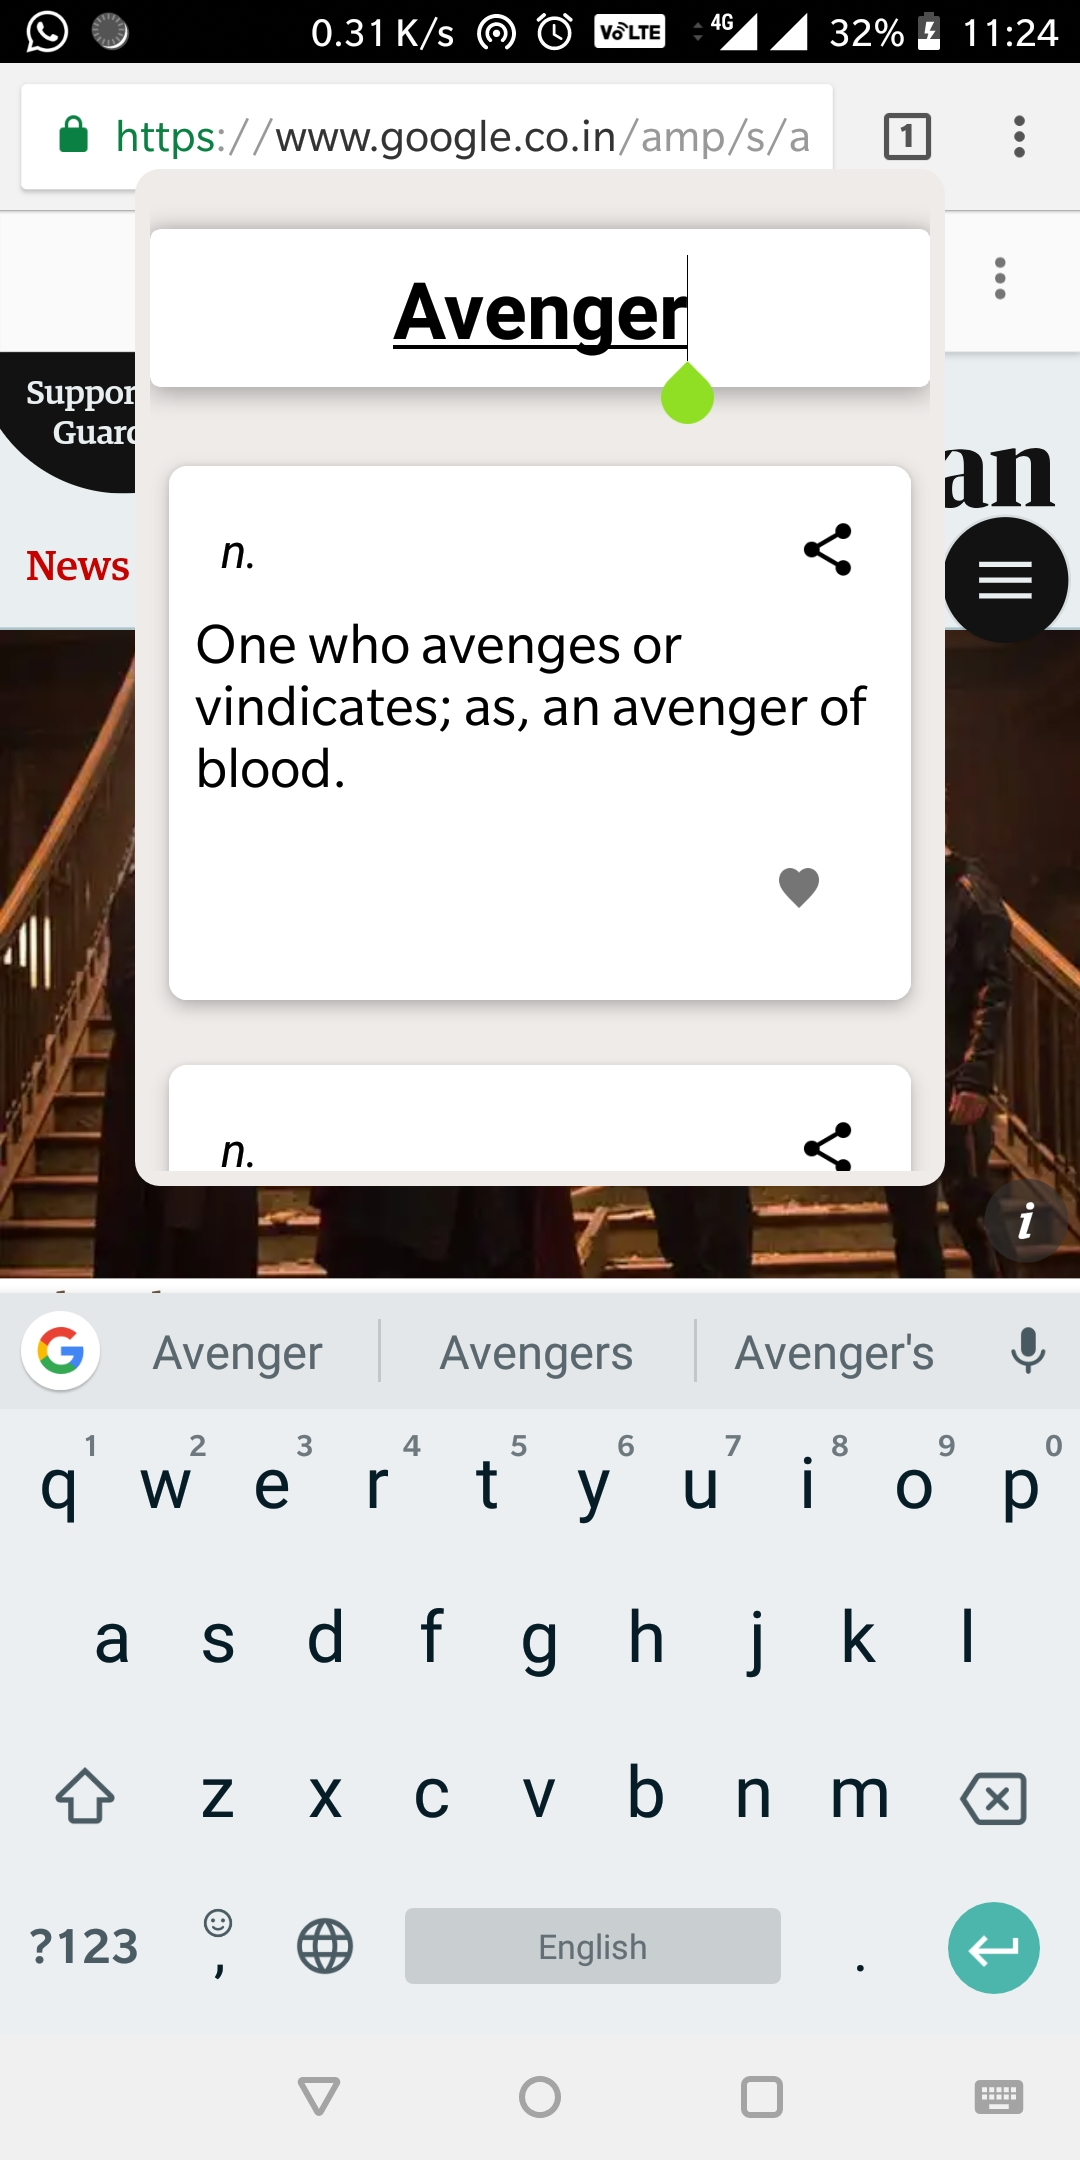 0.31 K/s VoLTE 4G 32% 11:24
https://www.google.co.in/amp/s/a 1
Avenger
Suppor
Guard
an
News
n.
One who avenges or
vindicates; as, an avenger of
blood.
n.
i
Avenger Avengers Avenger's
1 2 3 4 5 6 7 8 9 0
q w e r t y u i o p
a s d f g h j k l
z x c v b n m
?123 , English .